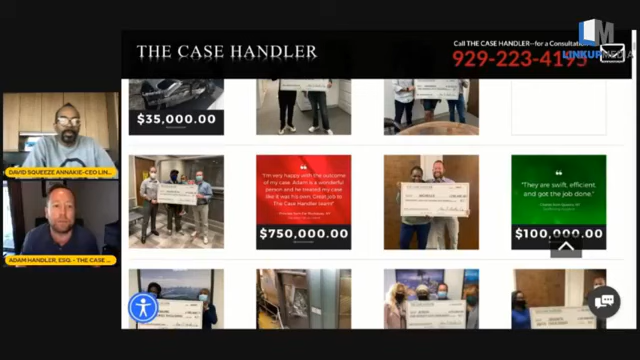 LINKUPMEDIA
THE CASE HANDLER
Call THE CASE HANDLER--for a Consultation
929-223-4195
$35,000.00
"I'm very happy with the outcome
of my case. Adam is a wonderful
person and he treated my case
like it was his own. Great job to
The Case Handler team!"
$750,000.00
"They are swift, efficient
and got the job done."
$100,000.00
DAVID SQUEEZE ANNAKIE-CEO LIN...
ADAM HANDLER, ESQ. - THE CASE ...